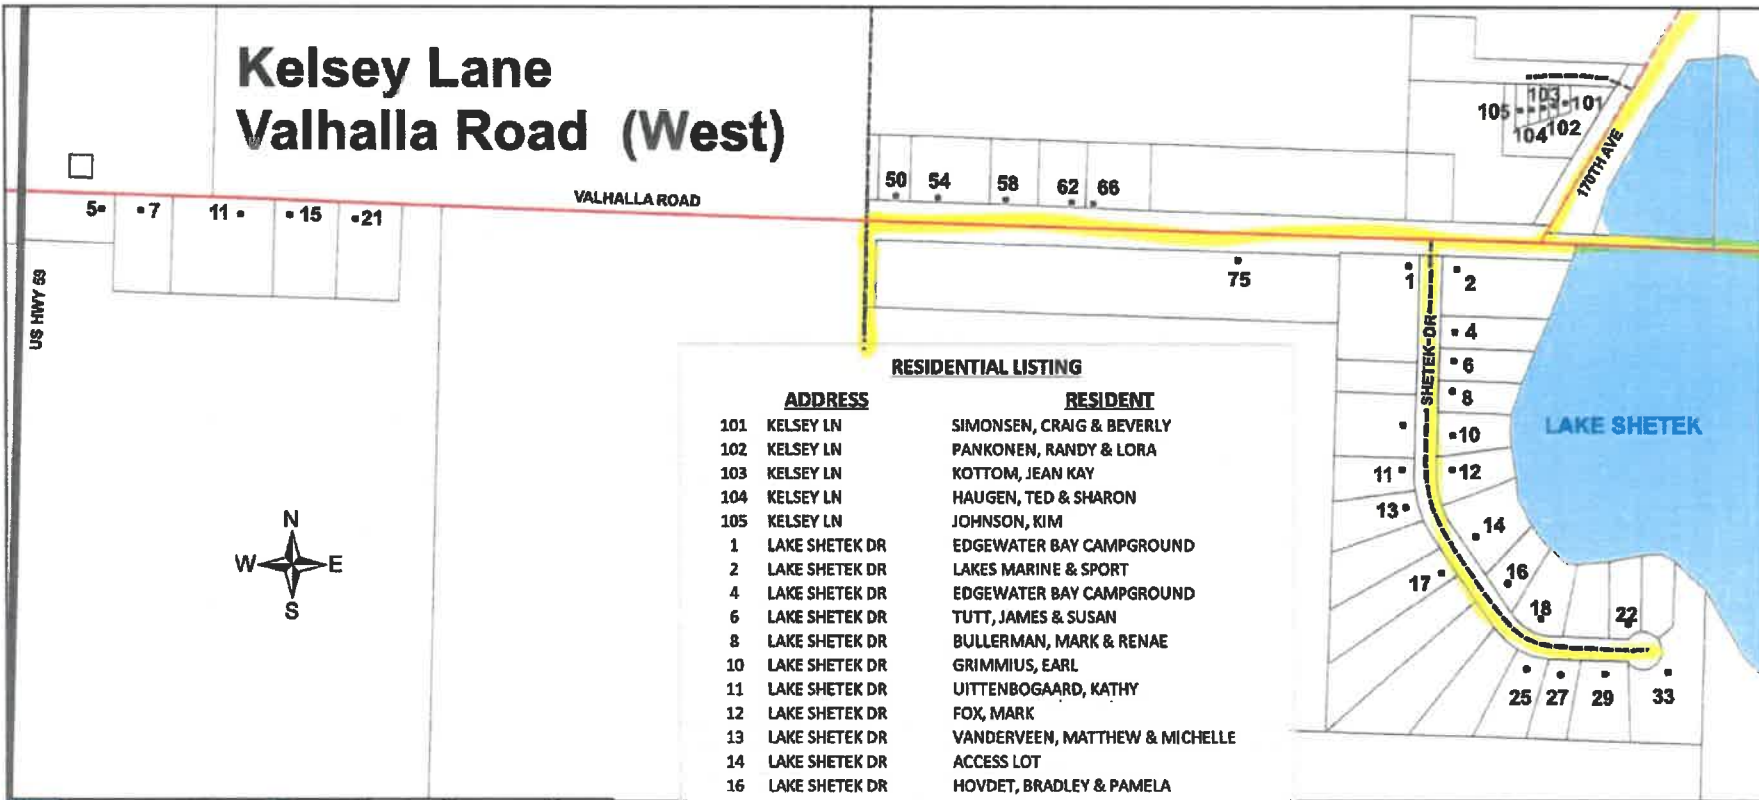 Kelsey Lane
Valhalla Road (West)
VALHALLA ROAD
170TH AVE
US HWY 59
SHETEK DR
LAKE SHETEK
105 103 101
104 102
50 54 58 62 66
5 7 11 15 21
75
1 2
4
6
8
10
11 12
13
14
17 16
18 22
25 27 29 33
N
W E
S
RESIDENTIAL LISTING
ADDRESS RESIDENT
101 KELSEY LN SIMONSEN, CRAIG & BEVERLY
102 KELSEY LN PANKONEN, RANDY & LORA
103 KELSEY LN KOTTOM, JEAN KAY
104 KELSEY LN HAUGEN, TED & SHARON
105 KELSEY LN JOHNSON, KIM
1 LAKE SHETEK DR EDGEWATER BAY CAMPGROUND
2 LAKE SHETEK DR LAKES MARINE & SPORT
4 LAKE SHETEK DR EDGEWATER BAY CAMPGROUND
6 LAKE SHETEK DR TUTT, JAMES & SUSAN
8 LAKE SHETEK DR BULLERMAN, MARK & RENAE
10 LAKE SHETEK DR GRIMMIUS, EARL
11 LAKE SHETEK DR UITTENBOGAARD, KATHY
12 LAKE SHETEK DR FOX, MARK
13 LAKE SHETEK DR VANDERVEEN, MATTHEW & MICHELLE
14 LAKE SHETEK DR ACCESS LOT
16 LAKE SHETEK DR HOVDET, BRADLEY & PAMELA